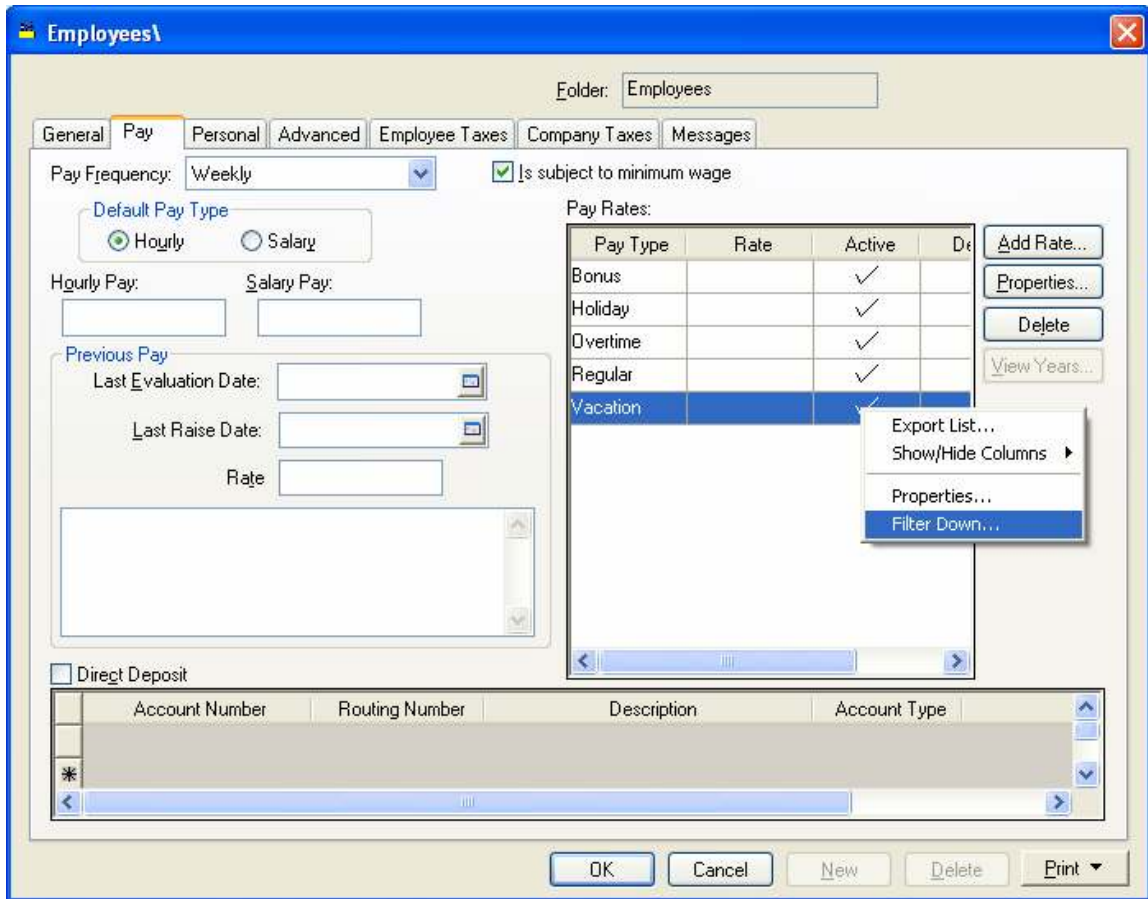 Employees\
Folder: Employees
General Pay Personal Advanced Employee Taxes Company Taxes Messages
Pay Frequency: Weekly Is subject to minimum wage
Default Pay Type
Hourly Salary
Pay Rates:
Pay Type Rate Active De
Add Rate...
Hourly Pay: Salary Pay:
Bonus
Properties...
Holiday
Delete
Overtime
Previous Pay
Last Evaluation Date:
Regular
View Years...
Vacation
Last Raise Date:
Rate
Export List...
Show/Hide Columns
Properties...
Filter Down...
Direct Deposit
Account Number Routing Number Description Account Type
OK Cancel New Delete Print